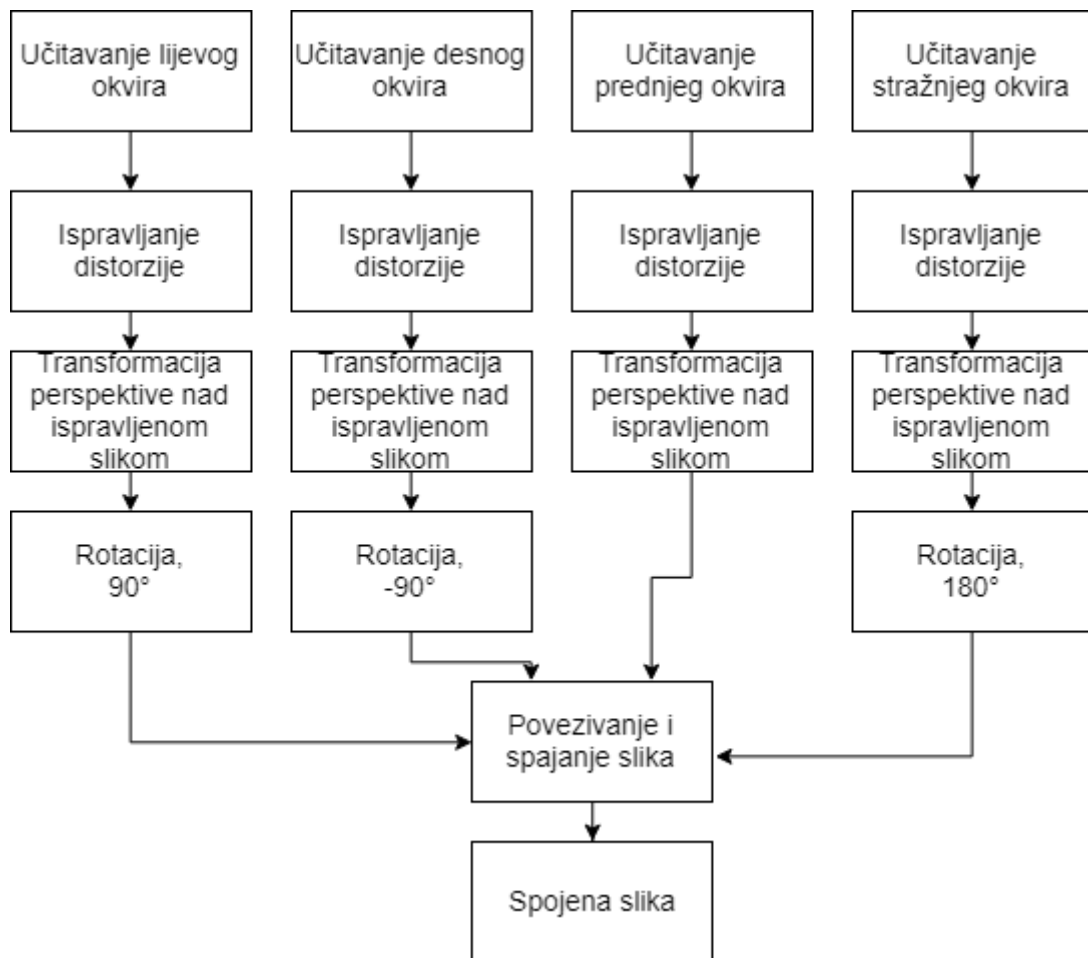 Učitavanje lijevog
okvira
Učitavanje desnog
okvira
Učitavanje
prednjeg okvira
Učitavanje
stražnjeg okvira
Ispravljanje
distorzije
Ispravljanje
distorzije
Ispravljanje
distorzije
Ispravljanje
distorzije
Transformacija
perspektive nad
ispravljenom
slikom
Transformacija
perspektive nad
ispravljenom
slikom
Transformacija
perspektive nad
ispravljenom
slikom
Transformacija
perspektive nad
ispravljenom
slikom
Rotacija,
90°
Rotacija,
-90°
Rotacija,
180°
Povezivanje i
spajanje slika
Spojena slika